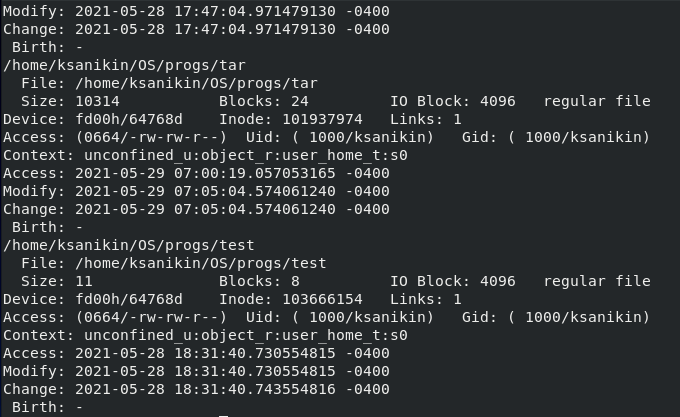 Modify: 2021-05-28 17:47:04.971479130 -0400
Change: 2021-05-28 17:47:04.971479130 -0400
 Birth: -
/home/ksanikin/OS/progs/tar
  File: /home/ksanikin/OS/progs/tar
  Size: 10314           Blocks: 24         IO Block: 4096   regular file
Device: fd00h/64768d    Inode: 101937974   Links: 1
Access: (0664/-rw-rw-r--)  Uid: ( 1000/ksanikin)   Gid: ( 1000/ksanikin)
Context: unconfined_u:object_r:user_home_t:s0
Access: 2021-05-29 07:00:19.057053165 -0400
Modify: 2021-05-29 07:05:04.574061240 -0400
Change: 2021-05-29 07:05:04.574061240 -0400
 Birth: -
/home/ksanikin/OS/progs/test
  File: /home/ksanikin/OS/progs/test
  Size: 11              Blocks: 8          IO Block: 4096   regular file
Device: fd00h/64768d    Inode: 103666154   Links: 1
Access: (0664/-rw-rw-r--)  Uid: ( 1000/ksanikin)   Gid: ( 1000/ksanikin)
Context: unconfined_u:object_r:user_home_t:s0
Access: 2021-05-28 18:31:40.730554815 -0400
Modify: 2021-05-28 18:31:40.730554815 -0400
Change: 2021-05-28 18:31:40.743554816 -0400
 Birth: -